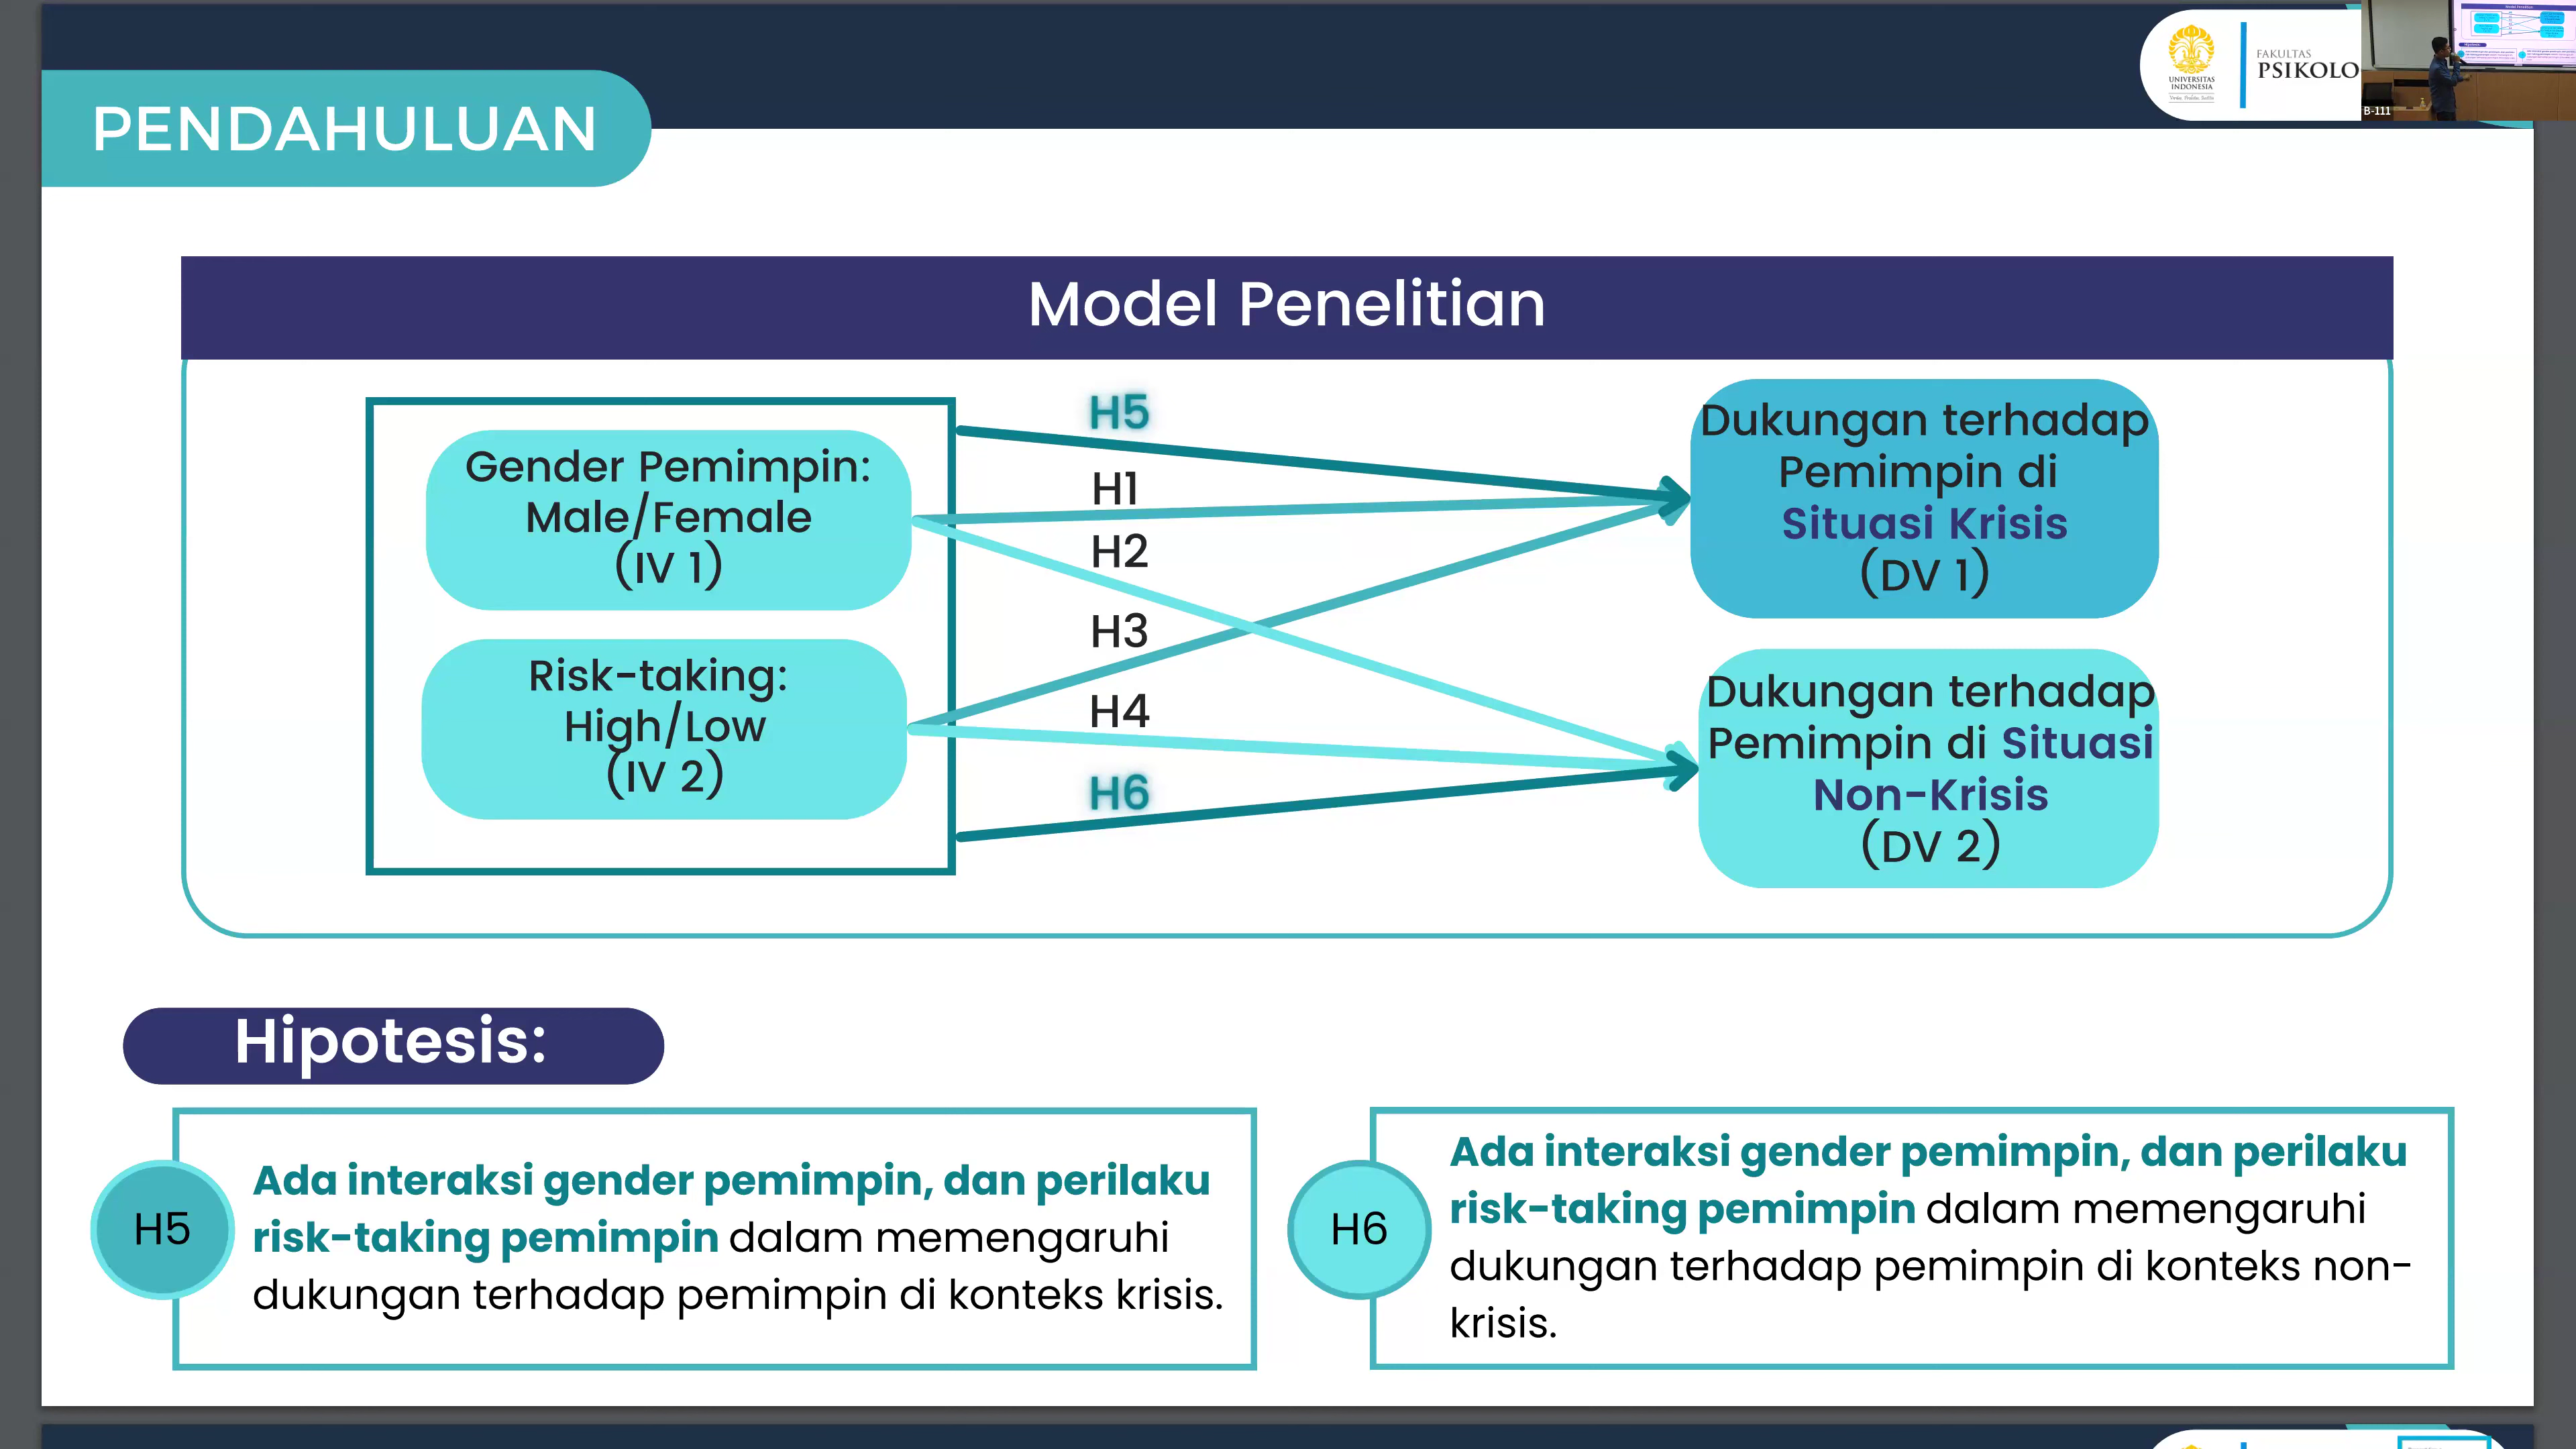 PENDAHULUAN
UNIVERSITAS
INDONESIA
FAKULTAS
PSIKOLO
B-111
Model Penelitian
Gender Pemimpin:
Male/Female
(IV 1)
Risk-taking:
High/Low
(IV 2)
H5
H1
H2
H3
H4
H6
Dukungan terhadap
Pemimpin di
Situasi Krisis
(DV 1)
Dukungan terhadap
Pemimpin di Situasi
Non-Krisis
(DV 2)
Hipotesis:
H5
Ada interaksi gender pemimpin, dan perilaku
risk-taking pemimpin dalam memengaruhi
dukungan terhadap pemimpin di konteks krisis.
H6
Ada interaksi gender pemimpin, dan perilaku
risk-taking pemimpin dalam memengaruhi
dukungan terhadap pemimpin di konteks non-
krisis.